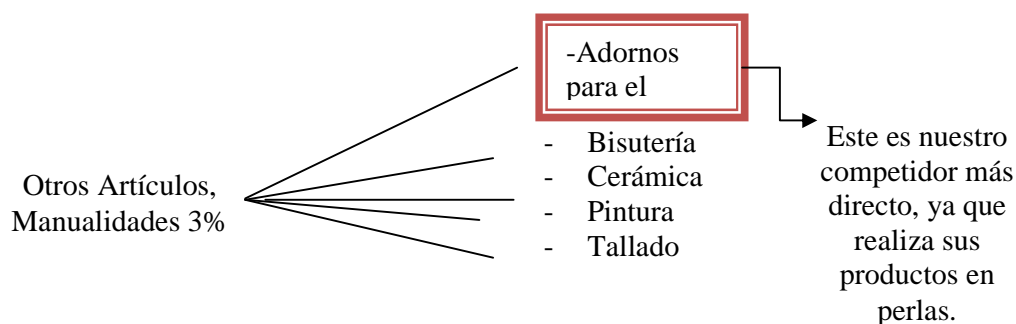 Otros Artículos,
Manualidades 3%
-Adornos
para el
- Bisutería
- Cerámica
- Pintura
- Tallado
Este es nuestro
competidor más
directo, ya que
realiza sus
productos en
perlas.